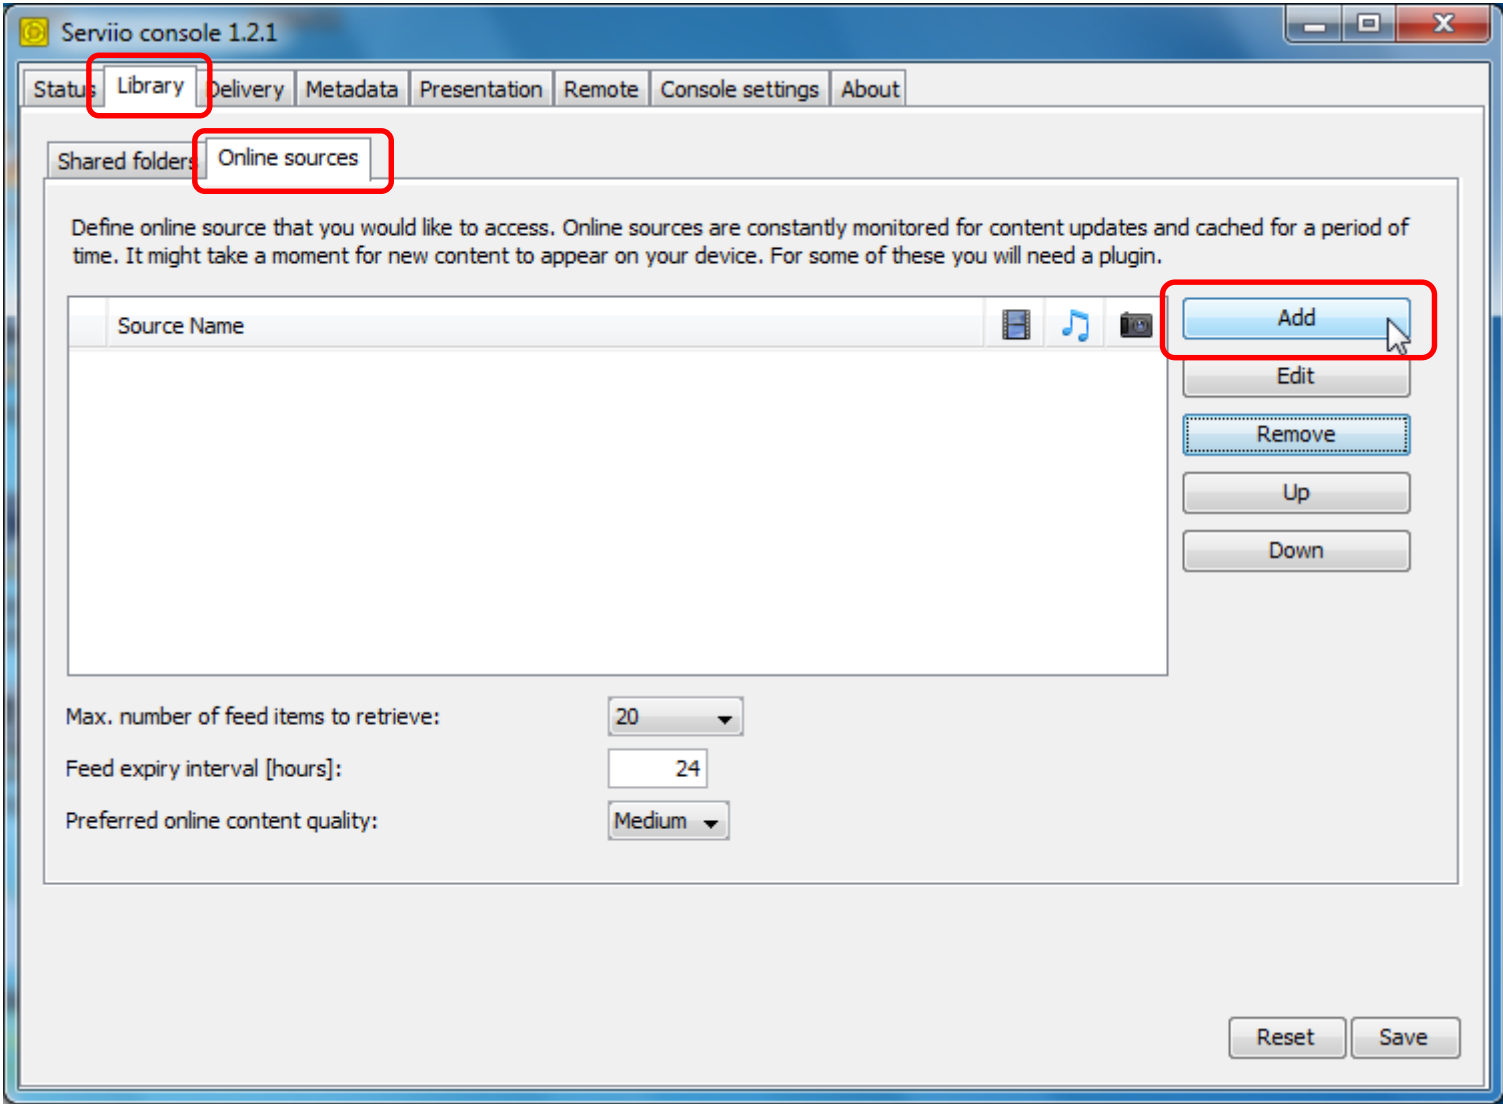 Serviio console 1.2.1
Status Library Delivery Metadata Presentation Remote Console settings About
Shared folders Online sources
Define online source that you would like to access. Online sources are constantly monitored for content updates and cached for a period of
time. It might take a moment for new content to appear on your device. For some of these you will need a plugin.
Source Name
Add
Edit
Remove
Up
Down
Max. number of feed items to retrieve: 20
Feed expiry interval [hours]: 24
Preferred online content quality: Medium
Reset Save